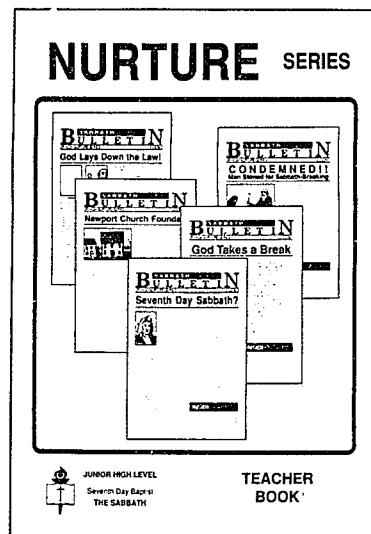 NURTURE SERIES
BULLETIN
God Lays Down the Law!
BULLETIN
CONDEMNED!!
Man Stoned for Sabbath-Breaking
BULLETIN
Newport Church Founde
BULLETIN
God Takes a Break
BULLETIN
Seventh Day Sabbath?
JUNIOR HIGH LEVEL
Seventh Day Baptist
THE SABBATH
TEACHER
BOOK